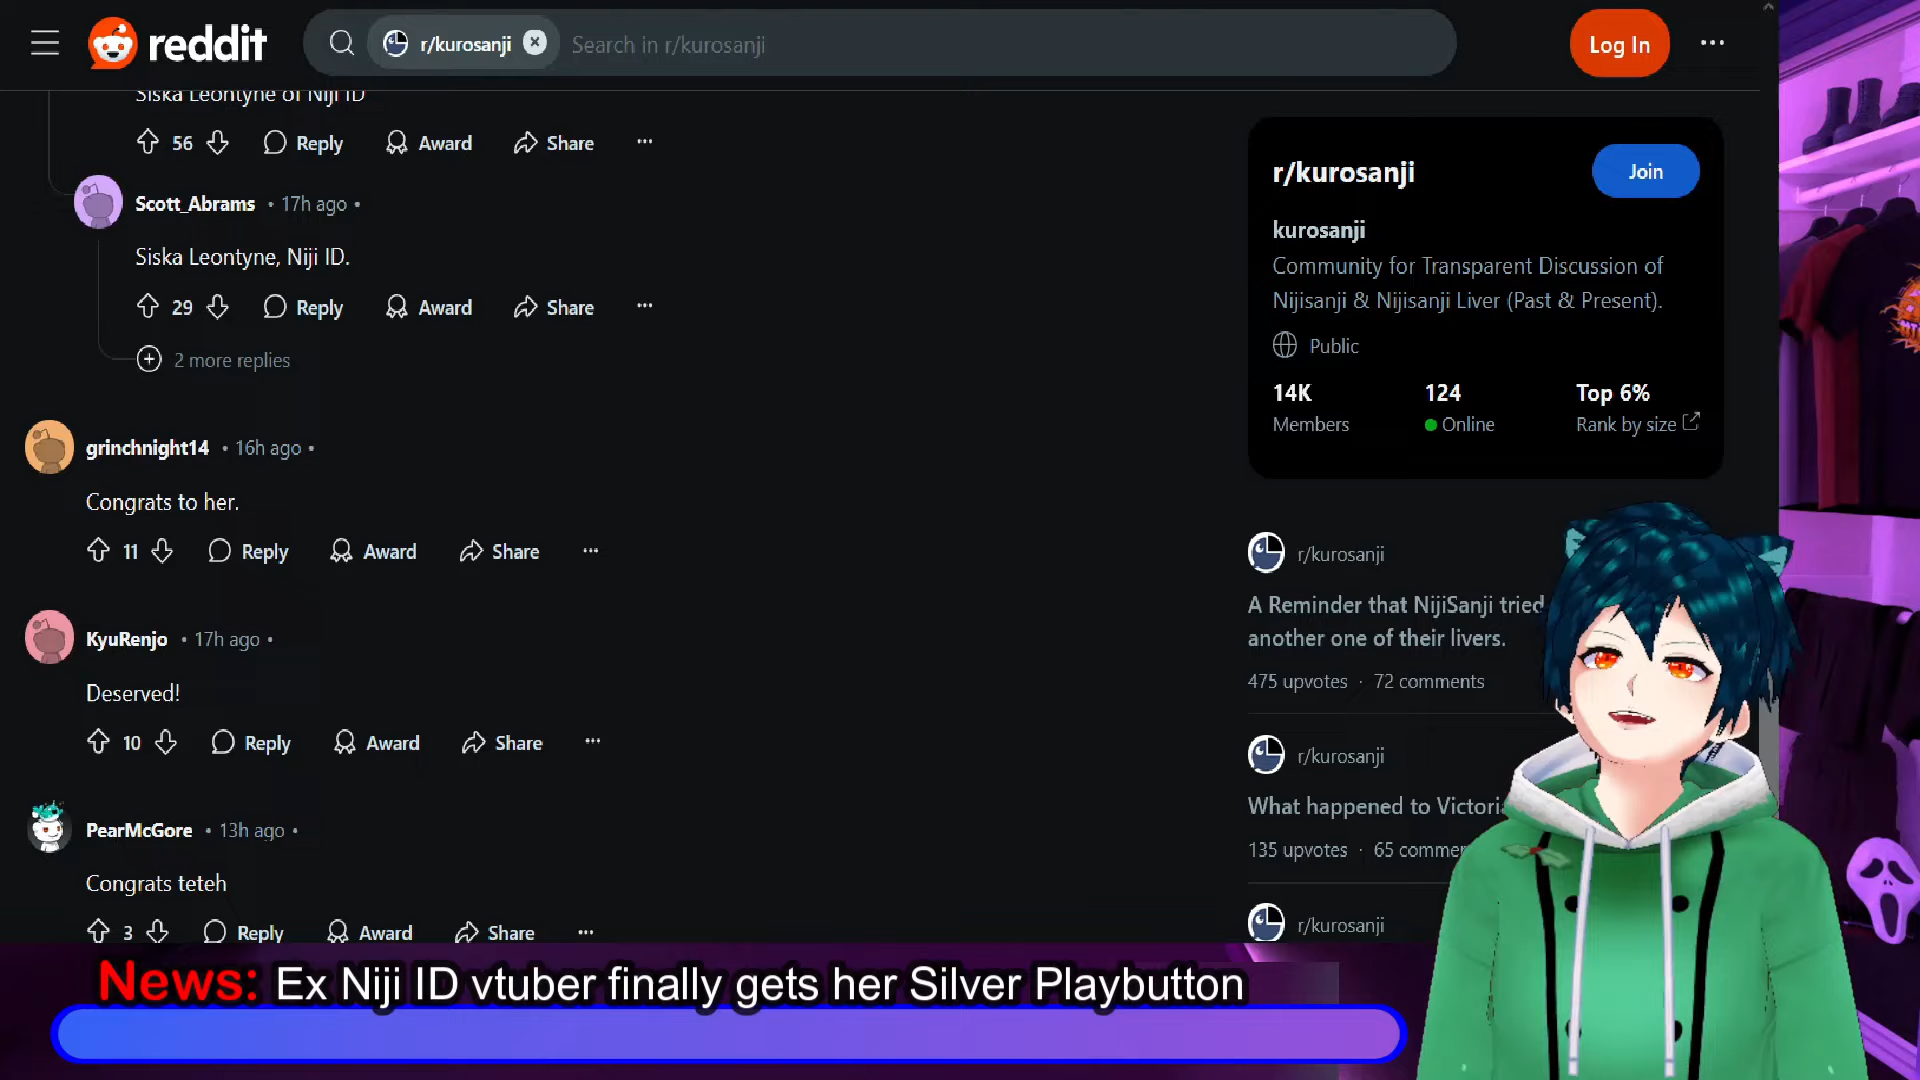 reddit
r/kurosanji
Search in r/kurosanji
Log In
Siska Leontyne of Niji ID
56
Reply
Award
Share
Scott_Abrams • 17h ago •
Siska Leontyne, Niji ID.
29
Reply
Award
Share
2 more replies
grinchnight14 • 16h ago •
Congrats to her.
11
Reply
Award
Share
KyuRenjo • 17h ago •
Deserved!
10
Reply
Award
Share
PearMcGore • 13h ago •
Congrats teteh
3
Reply
Award
Share
r/kurosanji
Join
kurosanji
Community for Transparent Discussion of
Nijisanji & Nijisanji Liver (Past & Present).
Public
14K
Members
124
Online
Top 6%
Rank by size
r/kurosanji
A Reminder that NijiSanji tried
another one of their livers.
475 upvotes · 72 comments
r/kurosanji
What happened to
135 upvotes · 65
r/kurosanji
News: Ex Niji ID vtuber finally gets her Silver Playbutton